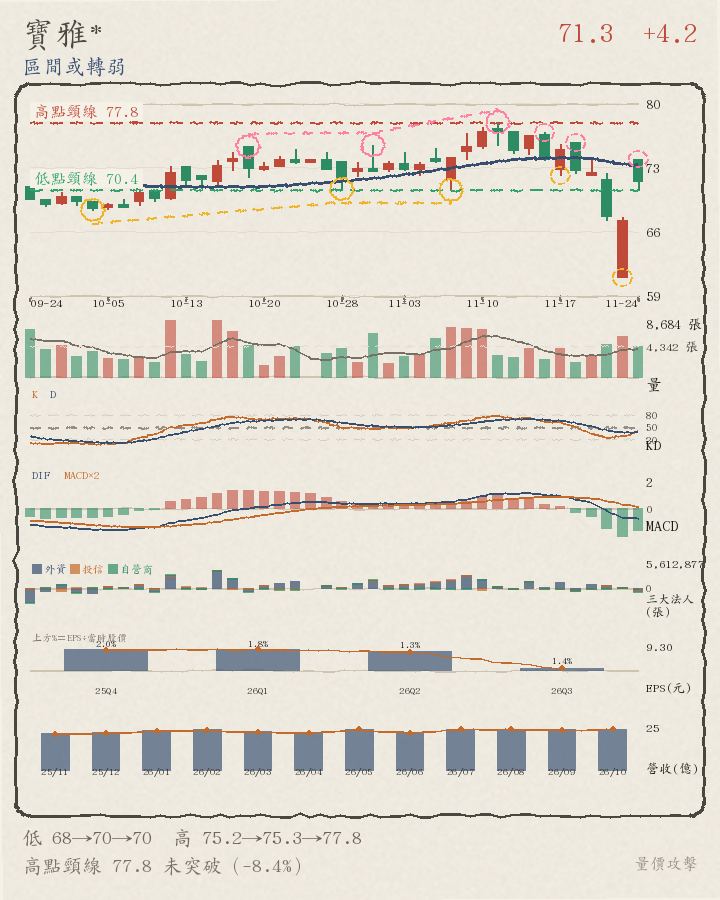 寶雅* 71.3 +4.2
區間或轉弱
高點頸線 77.8
低點頸線 70.4
80
73
66
59
09-24 10-05 10-13 10-20 10-28 11-03 11-10 11-17 11-24
8,684 張
4,342 張
量
K D
80
50
20
KD
DIF MACD×2
2
0
MACD
外資 投信 自營商
5,612,877
0
三大法人
(張)
上方%=EPS÷當時股價
2.0% 1.8% 1.3% 1.4%
9.30
25Q4 26Q1 26Q2 26Q3
EPS(元)
25
25/11 25/12 26/01 26/02 26/03 26/04 26/05 26/06 26/07 26/08 26/09 26/10
營收(億)
低 68→70→70 高 75.2→75.3→77.8
高點頸線 77.8 未突破 (-8.4%)
量價攻擊